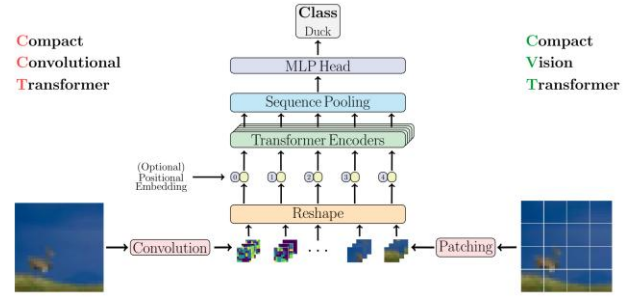 Class
Duck
Compact
Convolutional
Transformer
Compact
Vision
Transformer
MLP Head
Sequence Pooling
Transformer Encoders
(Optional)
Positional
Embedding
0
1
2
3
4
Reshape
Convolution
...
Patching